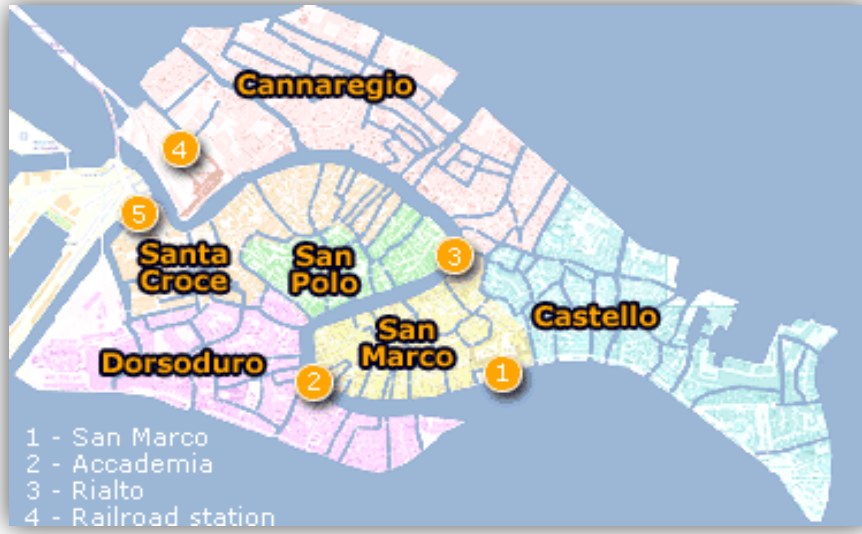 Cannaregio
4
5
Santa
Croce
San
Polo
3
San
Marco
Castello
Dorsoduro
2
1
1 - San Marco
2 - Accademia
3 - Rialto
4 - Railroad station